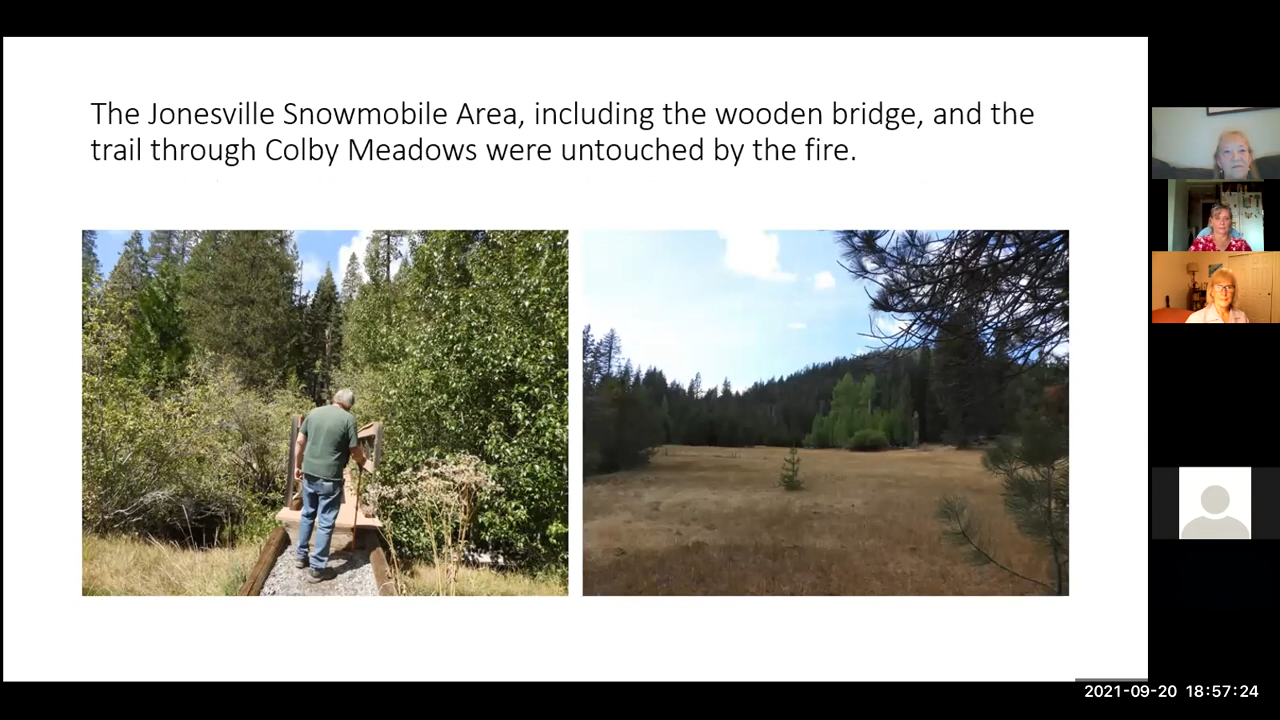 The Jonesville Snowmobile Area, including the wooden bridge, and the
trail through Colby Meadows were untouched by the fire.
2021-09-20 18:57:24